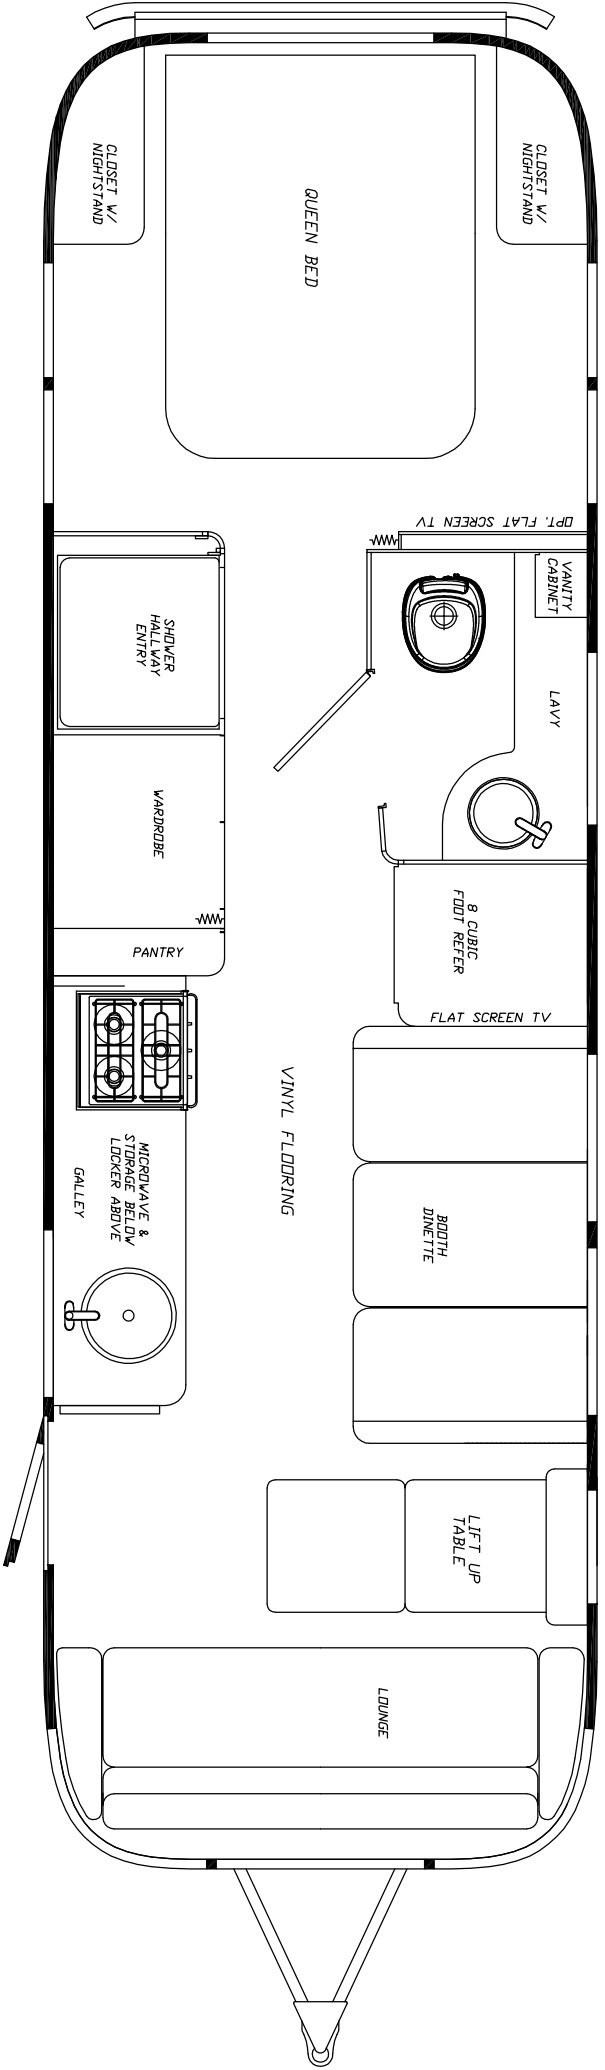 CLOSET W/
NIGHTSTAND
QUEEN BED
CLOSET W/
NIGHTSTAND
OPT. FLAT SCREEN TV
VANITY
CABINET
SHOWER
HALLWAY
ENTRY
LAVY
WARDROBE
8 CUBIC
FOOT REFER
PANTRY
FLAT SCREEN TV
VINYL FLOORING
MICROWAVE &
STORAGE BELOW
LOCKER ABOVE
GALLEY
BOOTH
DINETTE
LIFT UP
TABLE
LOUNGE